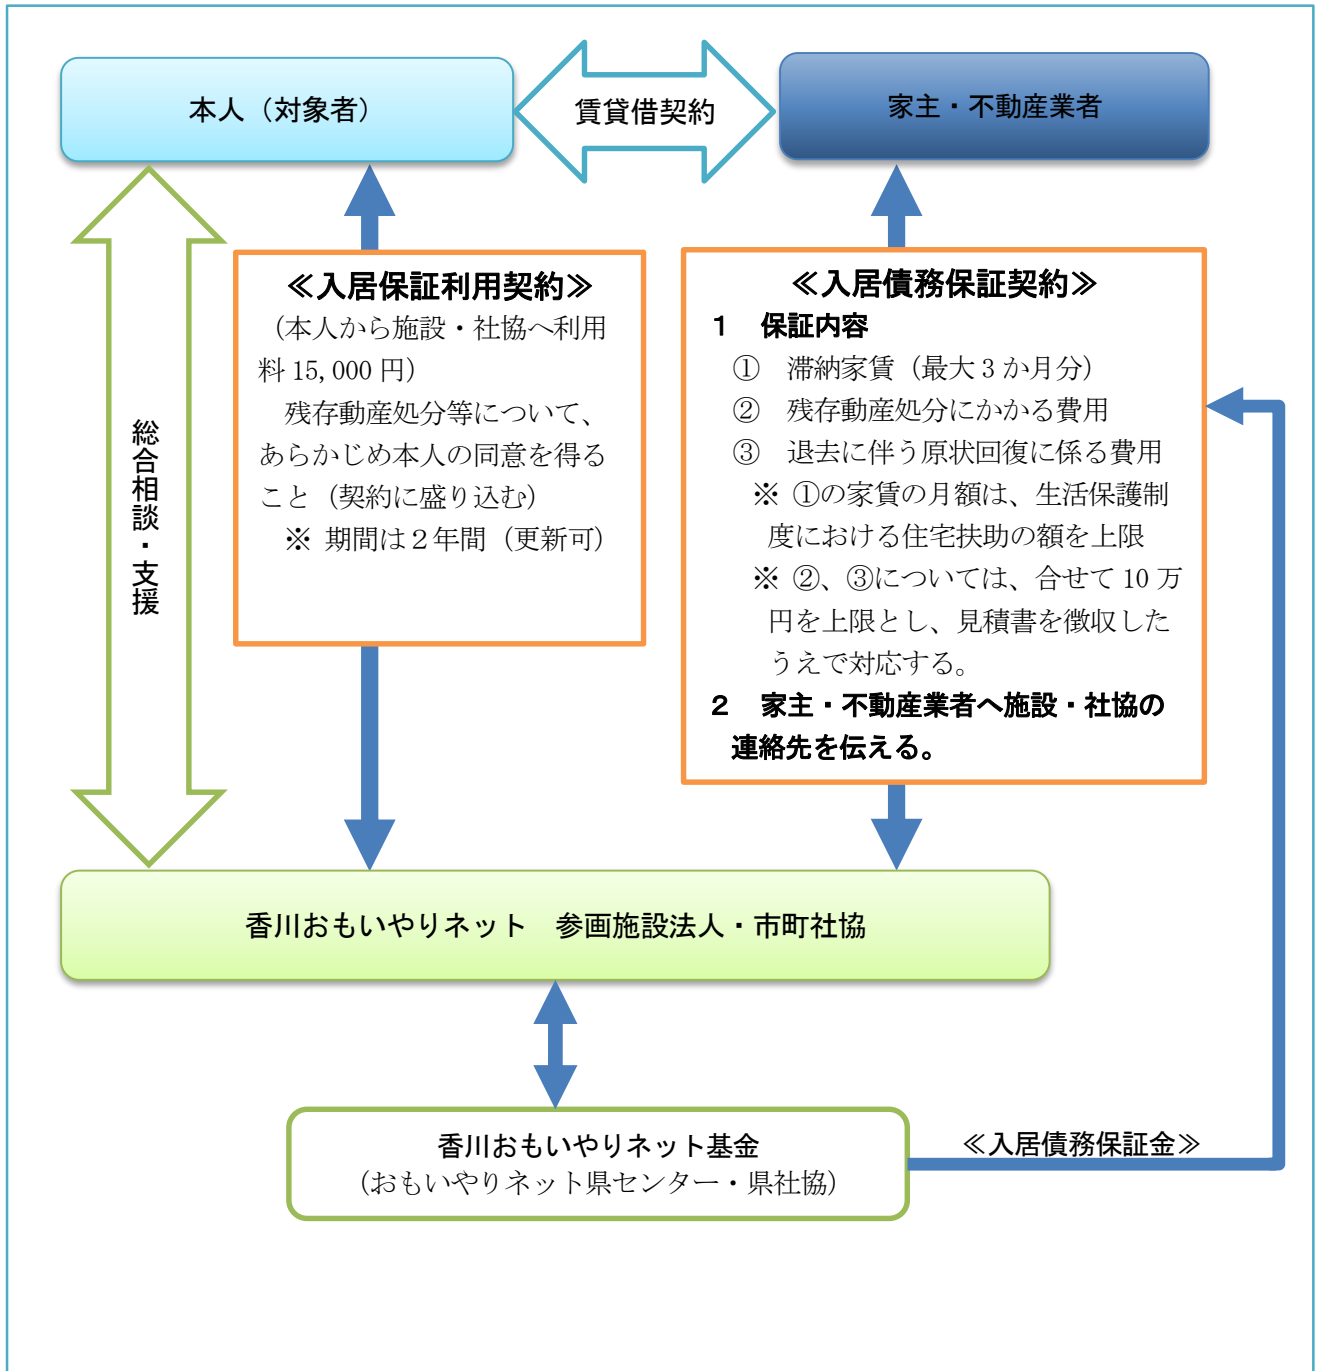 本人（対象者）
賃貸借契約
家主・不動産業者
総合相談・支援
≪入居保証利用契約≫
（本人から施設・社協へ利用
料 15,000 円）
残存動産処分等について、
あらかじめ本人の同意を得る
こと（契約に盛り込む）
※ 期間は２年間（更新可）
≪入居債務保証契約≫
１　保証内容
①　滞納家賃（最大３か月分）
②　残存動産処分にかかる費用
③　退去に伴う原状回復に係る費用
※ ①の家賃の月額は、生活保護制
度における住宅扶助の額を上限
※ ②、③については、合せて 10 万
円を上限とし、見積書を徴収した
うえで対応する。
２　家主・不動産業者へ施設・社協の
連絡先を伝える。
香川おもいやりネット　参画施設法人・市町社協
香川おもいやりネット基金
（おもいやりネット県センター・県社協）
≪入居債務保証金≫